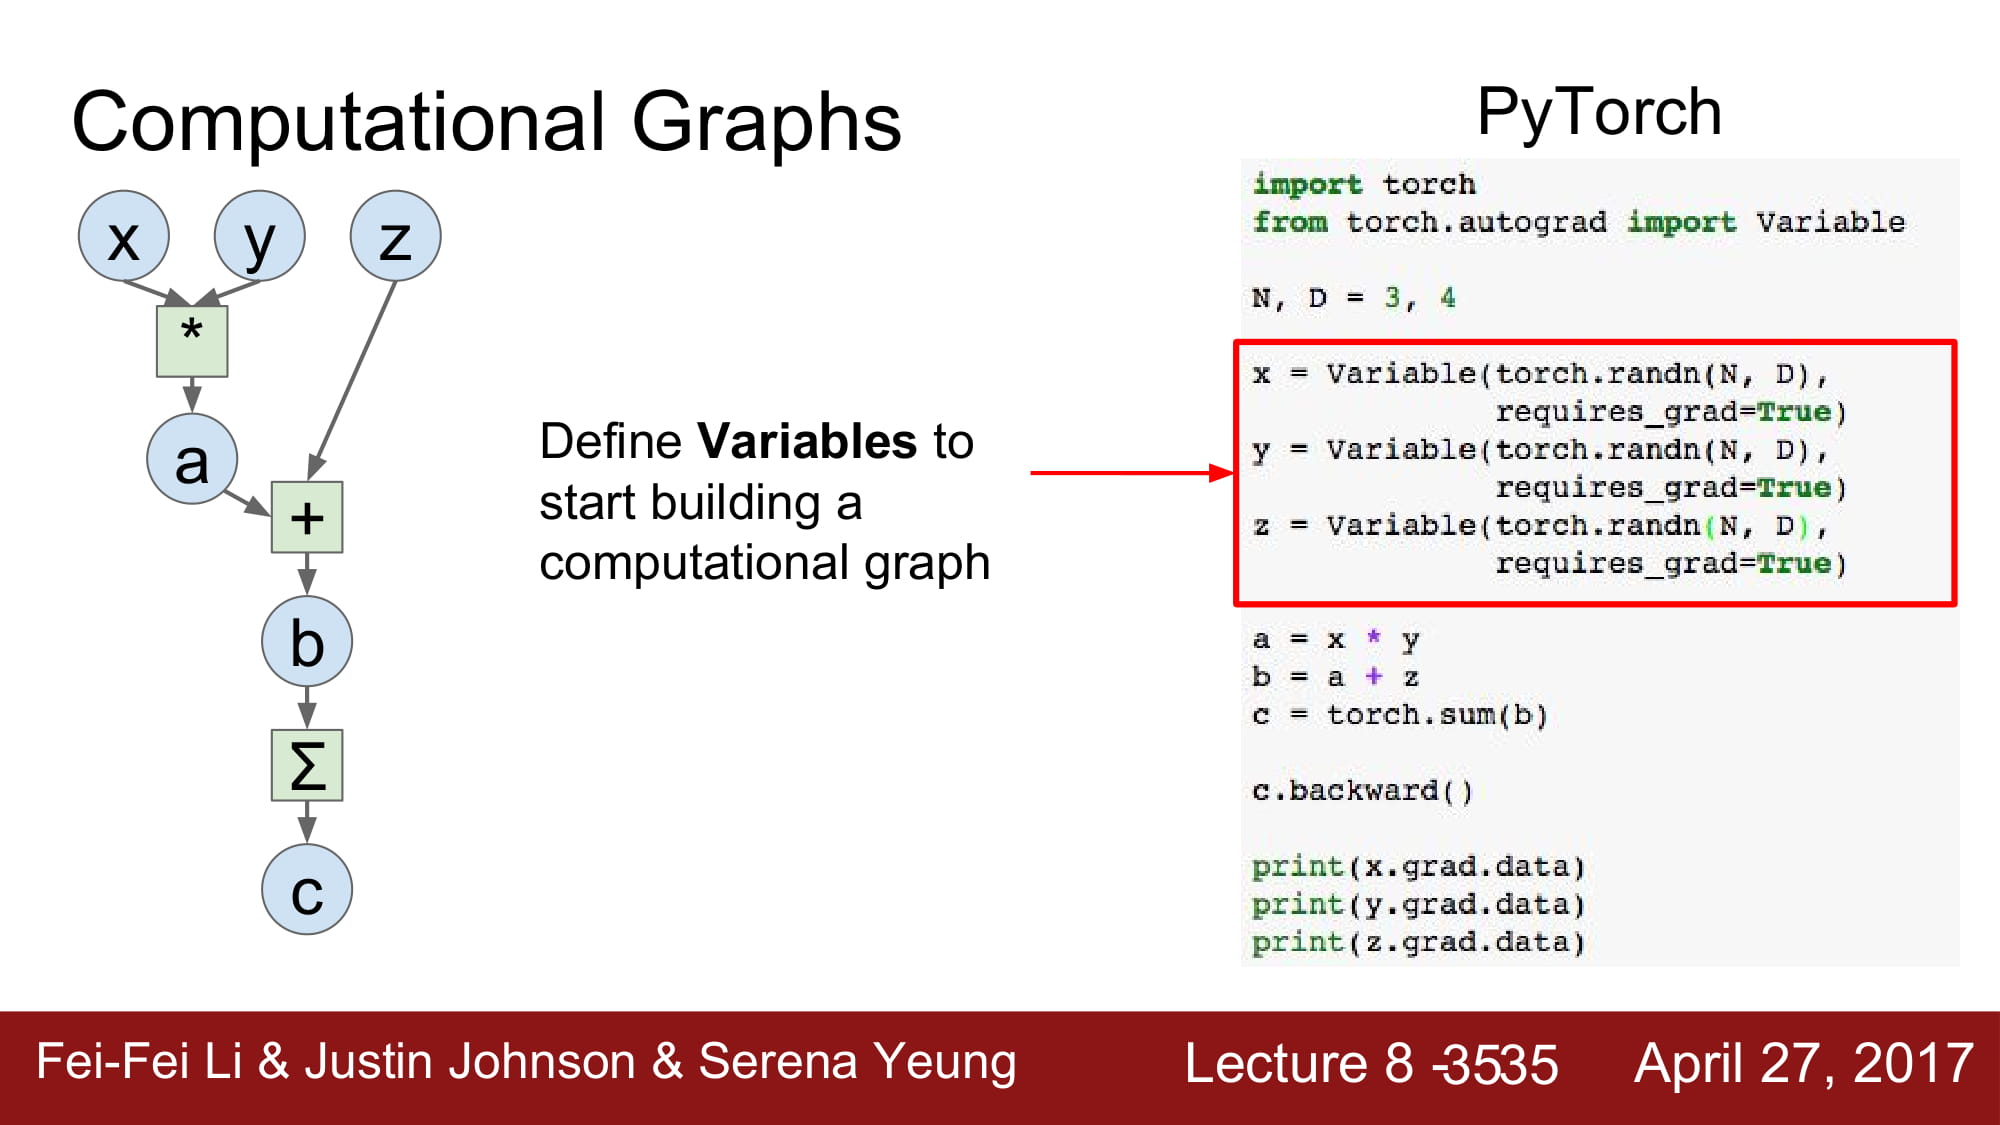 Computational Graphs
PyTorch
x y z
*
a
+
b
Σ
c
Define Variables to
start building a
computational graph
import torch
from torch.autograd import Variable
N, D = 3, 4
x = Variable(torch.randn(N, D),
requires_grad=True)
y = Variable(torch.randn(N, D),
requires_grad=True)
z = Variable(torch.randn(N, D),
requires_grad=True)
a = x * y
b = a + z
c = torch.sum(b)
c.backward()
print(x.grad.data)
print(y.grad.data)
print(z.grad.data)
Fei-Fei Li & Justin Johnson & Serena Yeung
Lecture 8 -3535
April 27, 2017